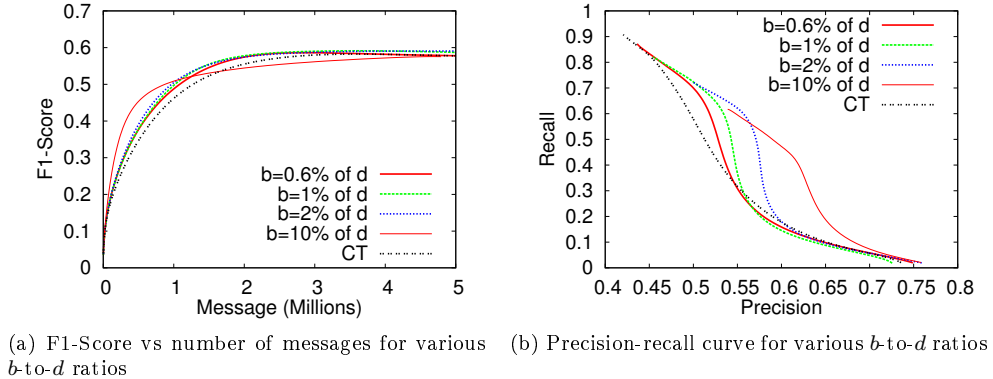 0.7
0.6
0.5
0.4
0.3
0.2
0.1
0
F1-Score
b=0.6% of d
b=1% of d
b=2% of d
b=10% of d
CT
0 1 2 3 4 5
Message (Millions)
(a) F1-Score vs number of messages for various
b-to-d ratios
1
0.9
0.8
0.7
0.6
0.5
0.4
0.3
0.2
0.1
0
Recall
b=0.6% of d
b=1% of d
b=2% of d
b=10% of d
CT
0.4 0.45 0.5 0.55 0.6 0.65 0.7 0.75 0.8
Precision
(b) Precision-recall curve for various b-to-d ratios